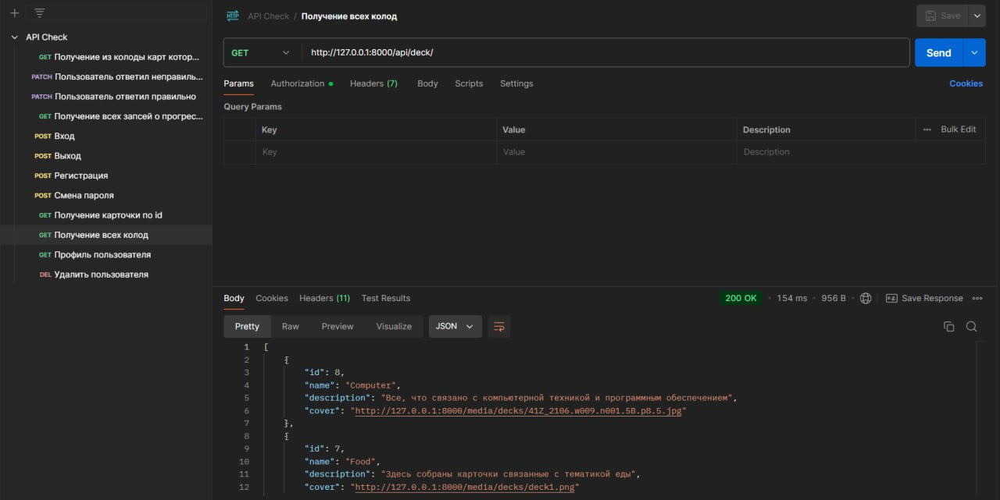 HTTP API Check / Получение всех колод
Save
API Check
GET Получение из колоды карт котор...
PATCH Пользователь ответил неправиль...
PATCH Пользователь ответил правильно
GET Получение всех запсей о прогрес...
POST Вход
POST Выход
POST Регистрация
POST Смена пароля
GET Получение карточки по id
GET Получение всех колод
GET Профиль пользователя
DEL Удалить пользователя
GET http://127.0.0.1:8000/api/deck/
Send
Params Authorization Headers (7) Body Scripts Settings Cookies
Query Params
Key Value Description Bulk Edit
Key Value Description
Body Cookies Headers (11) Test Results 200 OK 154 ms 956 B e.g. Save Response
Pretty Raw Preview Visualize JSON
1 [
2 {
3 "id": 8,
4 "name": "Computer",
5 "description": "Все, что связано с компьютерной техникой и программным обеспечением",
6 "cover": "http://127.0.0.1:8000/media/decks/41Z_2106.w009.n001.5B.p8.5.jpg"
7 },
8 {
9 "id": 7,
10 "name": "Food",
11 "description": "Здесь собраны карточки связанные с тематикой еды",
12 "cover": "http://127.0.0.1:8000/media/decks/deck1.png"